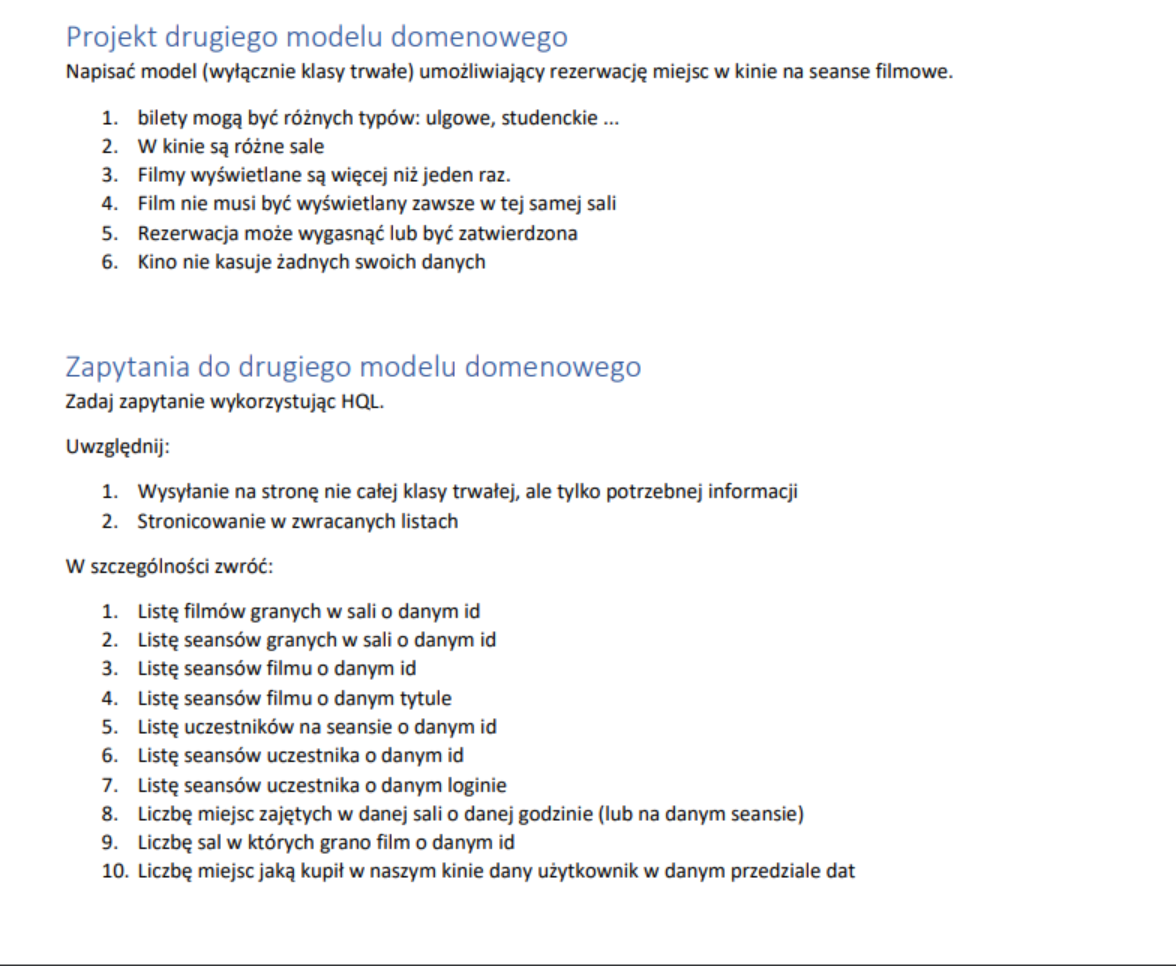 Projekt drugiego modelu domenowego
Napisać model (wyłącznie klasy trwałe) umożliwiający rezerwację miejsc w kinie na seanse filmowe.
1. bilety mogą być różnych typów: ulgowe, studenckie ...
2. W kinie są różne sale
3. Filmy wyświetlane są więcej niż jeden raz.
4. Film nie musi być wyświetlany zawsze w tej samej sali
5. Rezerwacja może wygasnąć lub być zatwierdzona
6. Kino nie kasuje żadnych swoich danych
Zapytania do drugiego modelu domenowego
Zadaj zapytanie wykorzystując HQL.
Uwzględnij:
1. Wysyłanie na stronę nie całej klasy trwałej, ale tylko potrzebnej informacji
2. Stronicowanie w zwracanych listach
W szczególności zwróć:
1. Listę filmów granych w sali o danym id
2. Listę seansów granych w sali o danym id
3. Listę seansów filmu o danym id
4. Listę seansów filmu o danym tytule
5. Listę uczestników na seansie o danym id
6. Listę seansów uczestnika o danym id
7. Listę seansów uczestnika o danym loginie
8. Liczbę miejsc zajętych w danej sali o danej godzinie (lub na danym seansie)
9. Liczbę sal w których grano film o danym id
10. Liczbę miejsc jaką kupił w naszym kinie dany użytkownik w danym przedziale dat